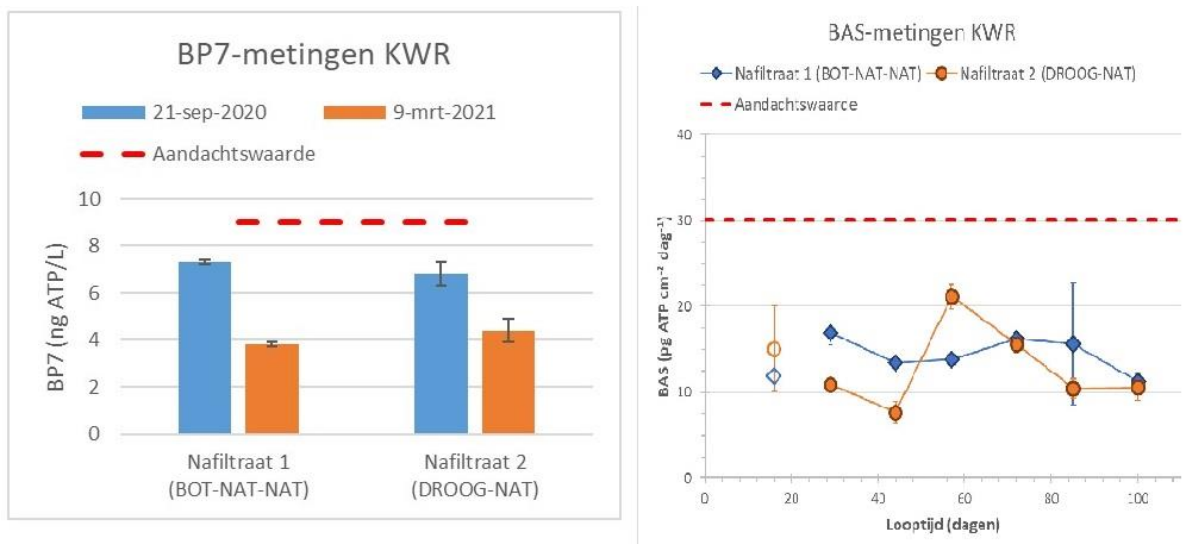 BP7-metingen KWR
21-sep-2020
9-mrt-2021
Aandachtswaarde
BP7 (ng ATP/L)
10
8
6
4
2
0
Nafiltraat 1
(BOT-NAT-NAT)
Nafiltraat 2
(DROOG-NAT)
BAS-metingen KWR
Nafiltraat 1 (BOT-NAT-NAT)
Nafiltraat 2 (DROOG-NAT)
Aandachtswaarde
BAS (pg ATP cm⁻² dag⁻¹)
40
30
20
10
0
0 20 40 60 80 100
Looptijd (dagen)